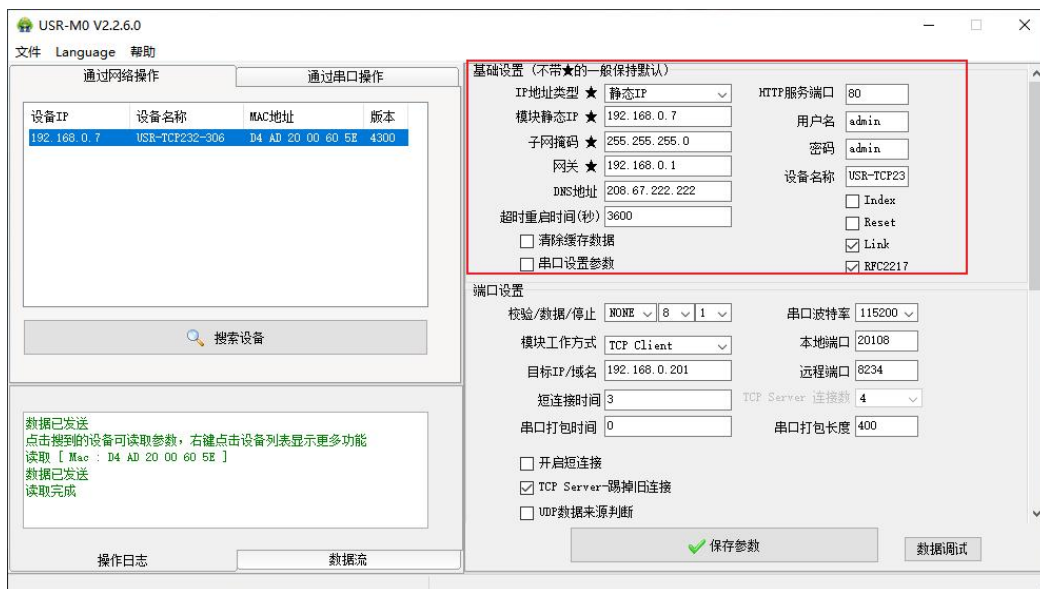 USR-M0 V2.2.6.0
文件 Language 帮助
通过网络操作 通过串口操作
设备IP 设备名称 MAC地址 版本
192.168.0.7 USR-TCP232-306 D4 AD 20 00 60 5E 4300
搜索设备
数据已发送
点击搜到的设备可读取参数，右键点击设备列表显示更多功能
读取 [ Mac : D4 AD 20 00 60 5E ]
数据已发送
读取完成
操作日志 数据流
基础设置（不带★的一般保持默认）
IP地址类型 ★ 静态IP HTTP服务端口 80
模块静态IP ★ 192.168.0.7 用户名 admin
子网掩码 ★ 255.255.255.0 密码 admin
网关 ★ 192.168.0.1 设备名称 USR-TCP23
DNS地址 208.67.222.222 Index
超时重启时间(秒) 3600 Reset
清除缓存数据 Link
串口设置参数 RFC2217
端口设置
校验/数据/停止 NONE 8 1 串口波特率 115200
模块工作方式 TCP Client 本地端口 20108
目标IP/域名 192.168.0.201 远程端口 8234
短连接时间 3 TCP Server 连接数 4
串口打包时间 0 串口打包长度 400
开启短连接
TCP Server-踢掉旧连接
UDP数据来源判断
保存参数 数据调试